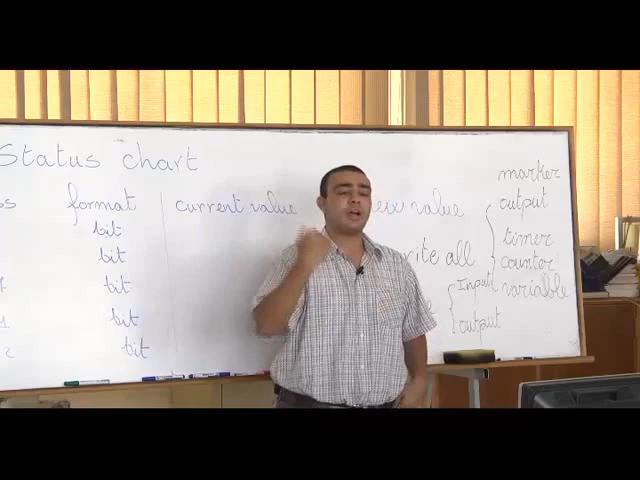 Status chart
format
current value
value
bit
bit
bit
bit
bit
all
marker
output
timer
counter
variable
Input
output